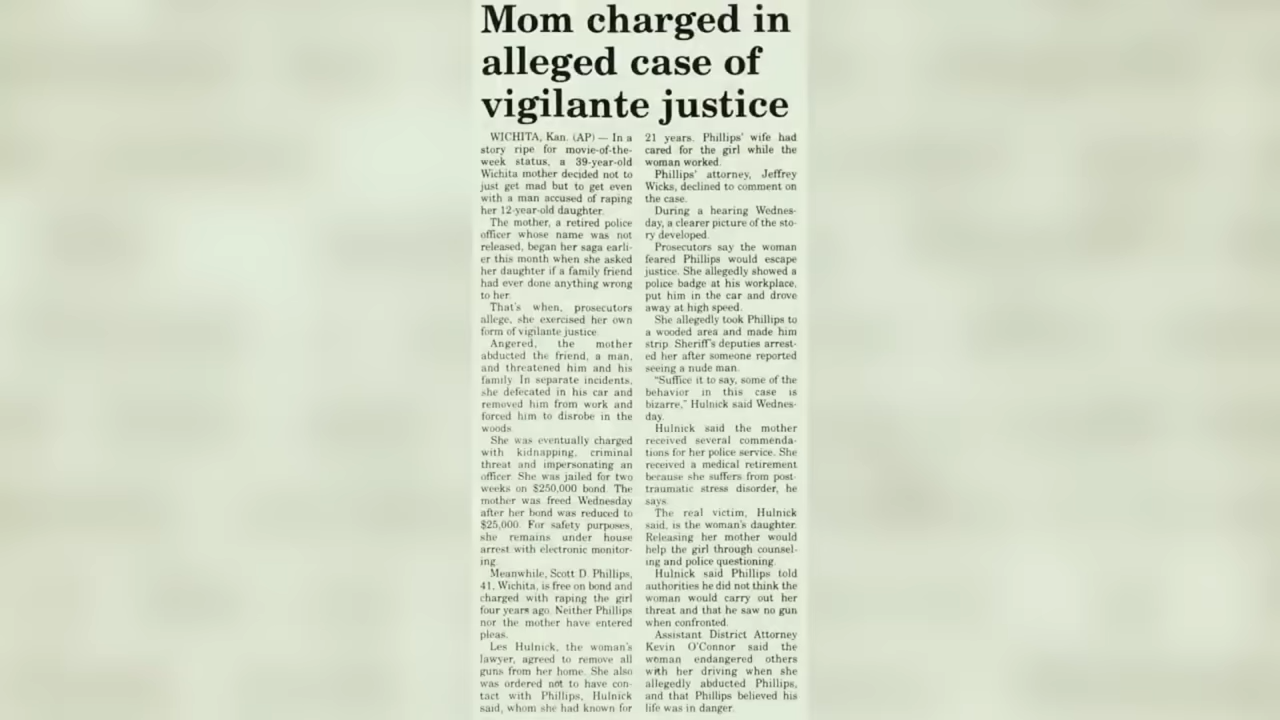 Mom charged in
alleged case of
vigilante justice
WICHITA, Kan. (AP) — In a
story ripe for movie-of-the-
week status, a 39-year-old
Wichita mother decided not to
just get mad but to get even
with a man accused of raping
her 12-year-old daughter.
The mother, a retired police
officer whose name was not
released, began her saga earli-
er this month when she asked
her daughter if a family friend
had ever done anything wrong
to her.
That's when, prosecutors
allege, she exercised her own
form of vigilante justice.
Angered, the mother
abducted the friend, a man,
and threatened him and his
family. In separate incidents,
she defecated in his car and
removed him from work and
forced him to disrobe in the
woods.
She was eventually charged
with kidnapping, criminal
threat and impersonating an
officer. She was jailed for two
weeks on $250,000 bond. The
mother was freed Wednesday
after her bond was reduced to
$25,000. For safety purposes,
she remains under house
arrest with electronic monitor-
ing.
Meanwhile, Scott D. Phillips,
41, Wichita, is free on bond and
charged with raping the girl
four years ago. Neither Phillips
nor the mother have entered
pleas.
Les Hulnick, the woman's
lawyer, agreed to remove all
guns from her home. She also
was ordered not to have con-
tact with Phillips, Hulnick
said, whom she had known for
21 years. Phillips' wife had
cared for the girl while the
woman worked.
Phillips' attorney, Jeffrey
Wicks, declined to comment on
the case.
During a hearing Wednes-
day, a clearer picture of the sto-
ry developed.
Prosecutors say the woman
feared Phillips would escape
justice. She allegedly showed a
police badge at his workplace,
put him in the car and drove
away at high speed.
She allegedly took Phillips to
a wooded area and made him
strip. Sheriff's deputies arrest-
ed her after someone reported
seeing a nude man.
"Suffice it to say, some of the
behavior in this case is
bizarre," Hulnick said Wednes-
day.
Hulnick said the mother
received several commenda-
tions for her police service. She
received a medical retirement
because she suffers from post-
traumatic stress disorder, he
says.
The real victim, Hulnick
said, is the woman's daughter.
Releasing her mother would
help the girl through counsel-
ing and police questioning.
Hulnick said Phillips told
authorities he did not think the
woman would carry out her
threat and that he saw no gun
when confronted.
Assistant District Attorney
Kevin O'Connor said the
woman endangered others
with her driving when she
allegedly abducted Phillips,
and that Phillips believed his
life was in danger.